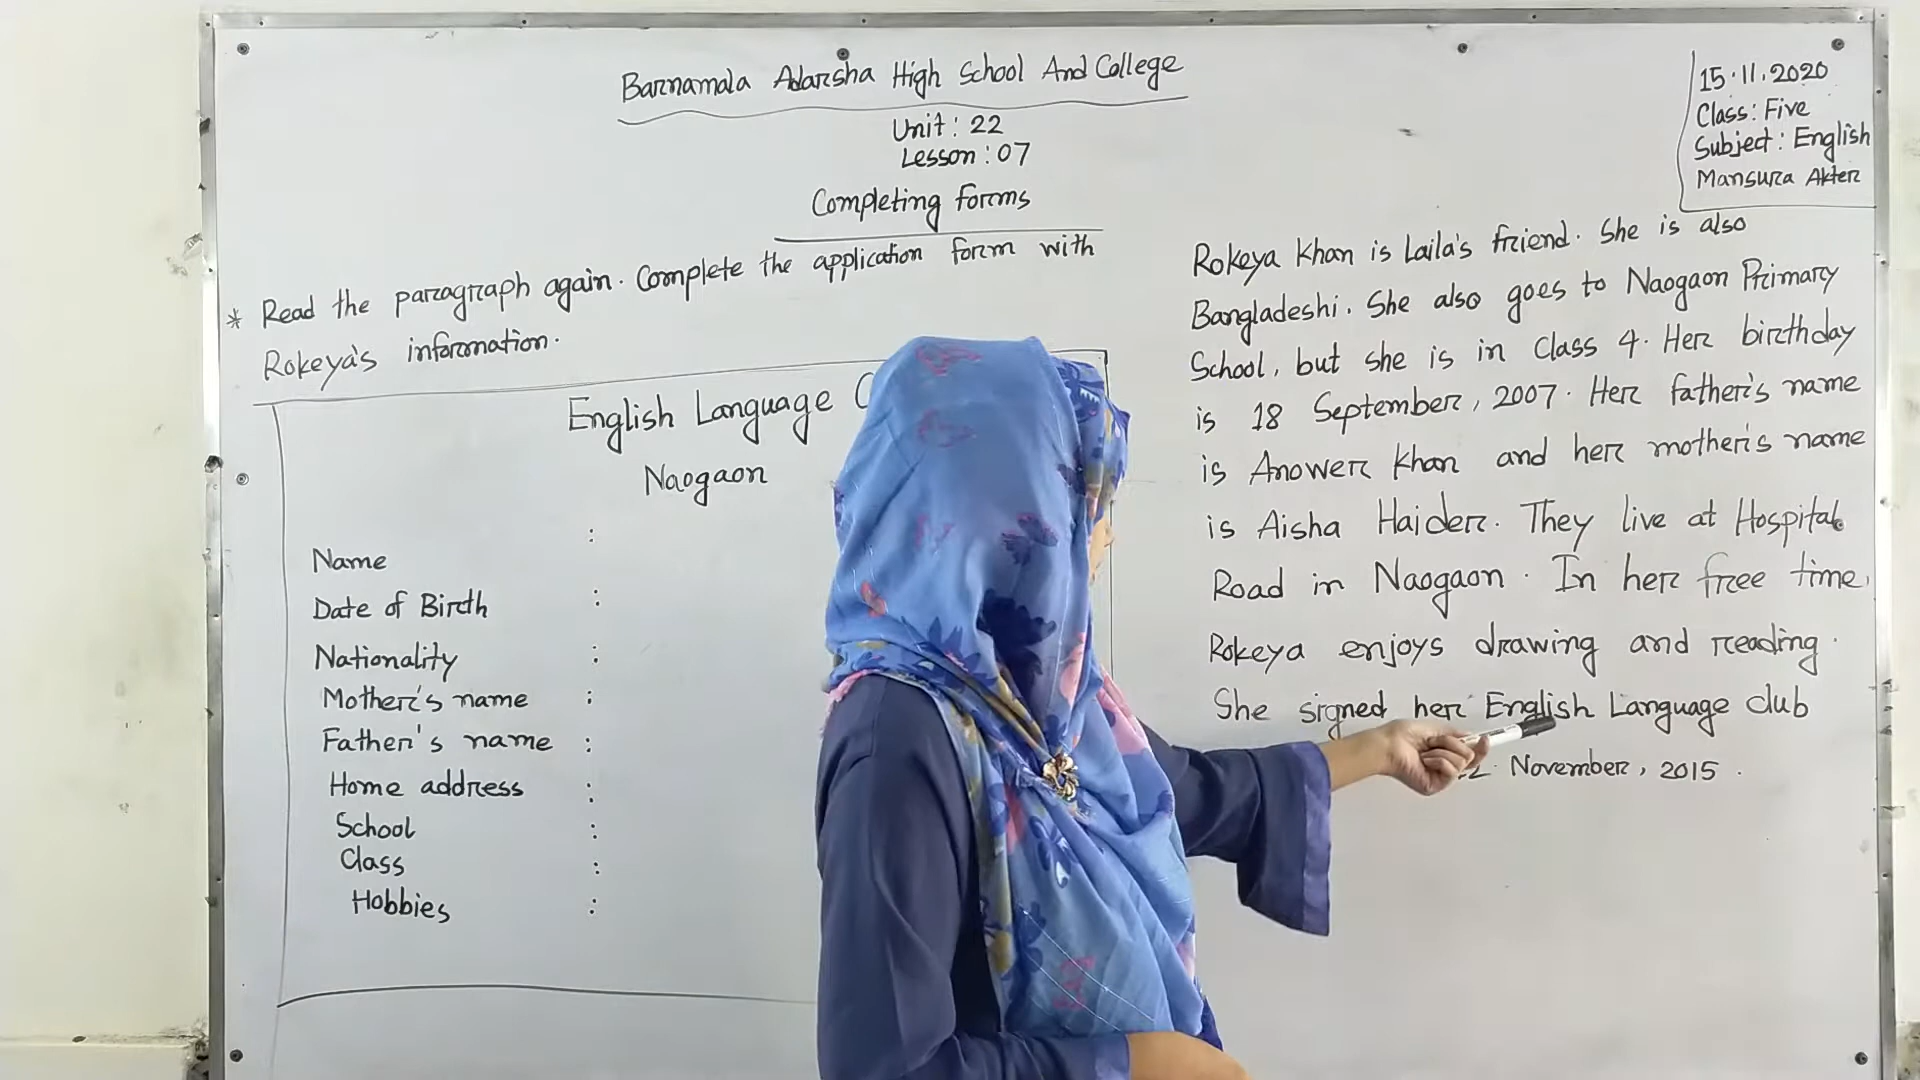 Barnamala Adarsha High School And College
Unit : 22
Lesson : 07
Completing forms
15.11.2020
Class: Five
Subject : English
Mansura Akter
* Read the paragraph again. Complete the application form with
Rokeya's information.
English Language
Naogaon
Name :
Date of Birth :
Nationality :
Mother's name :
Father's name :
Home address :
School :
Class :
Hobbies :
Rokeya Khan is Laila's friend. She is also
Bangladeshi. She also goes to Naogaon Primary
School, but she is in Class 4. Her birthday
is 18 September, 2007. Her father's name
is Anower Khan and her mother's name
is Aisha Haider. They live at Hospital
Road in Naogaon. In her free time,
Rokeya enjoys drawing and reading.
She signed her English Language club
November, 2015.